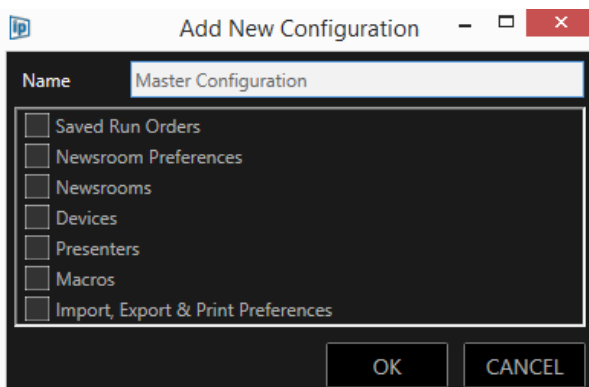 ip
Add New Configuration
Name Master Configuration
Saved Run Orders
Newsroom Preferences
Newsrooms
Devices
Presenters
Macros
Import, Export & Print Preferences
OK CANCEL